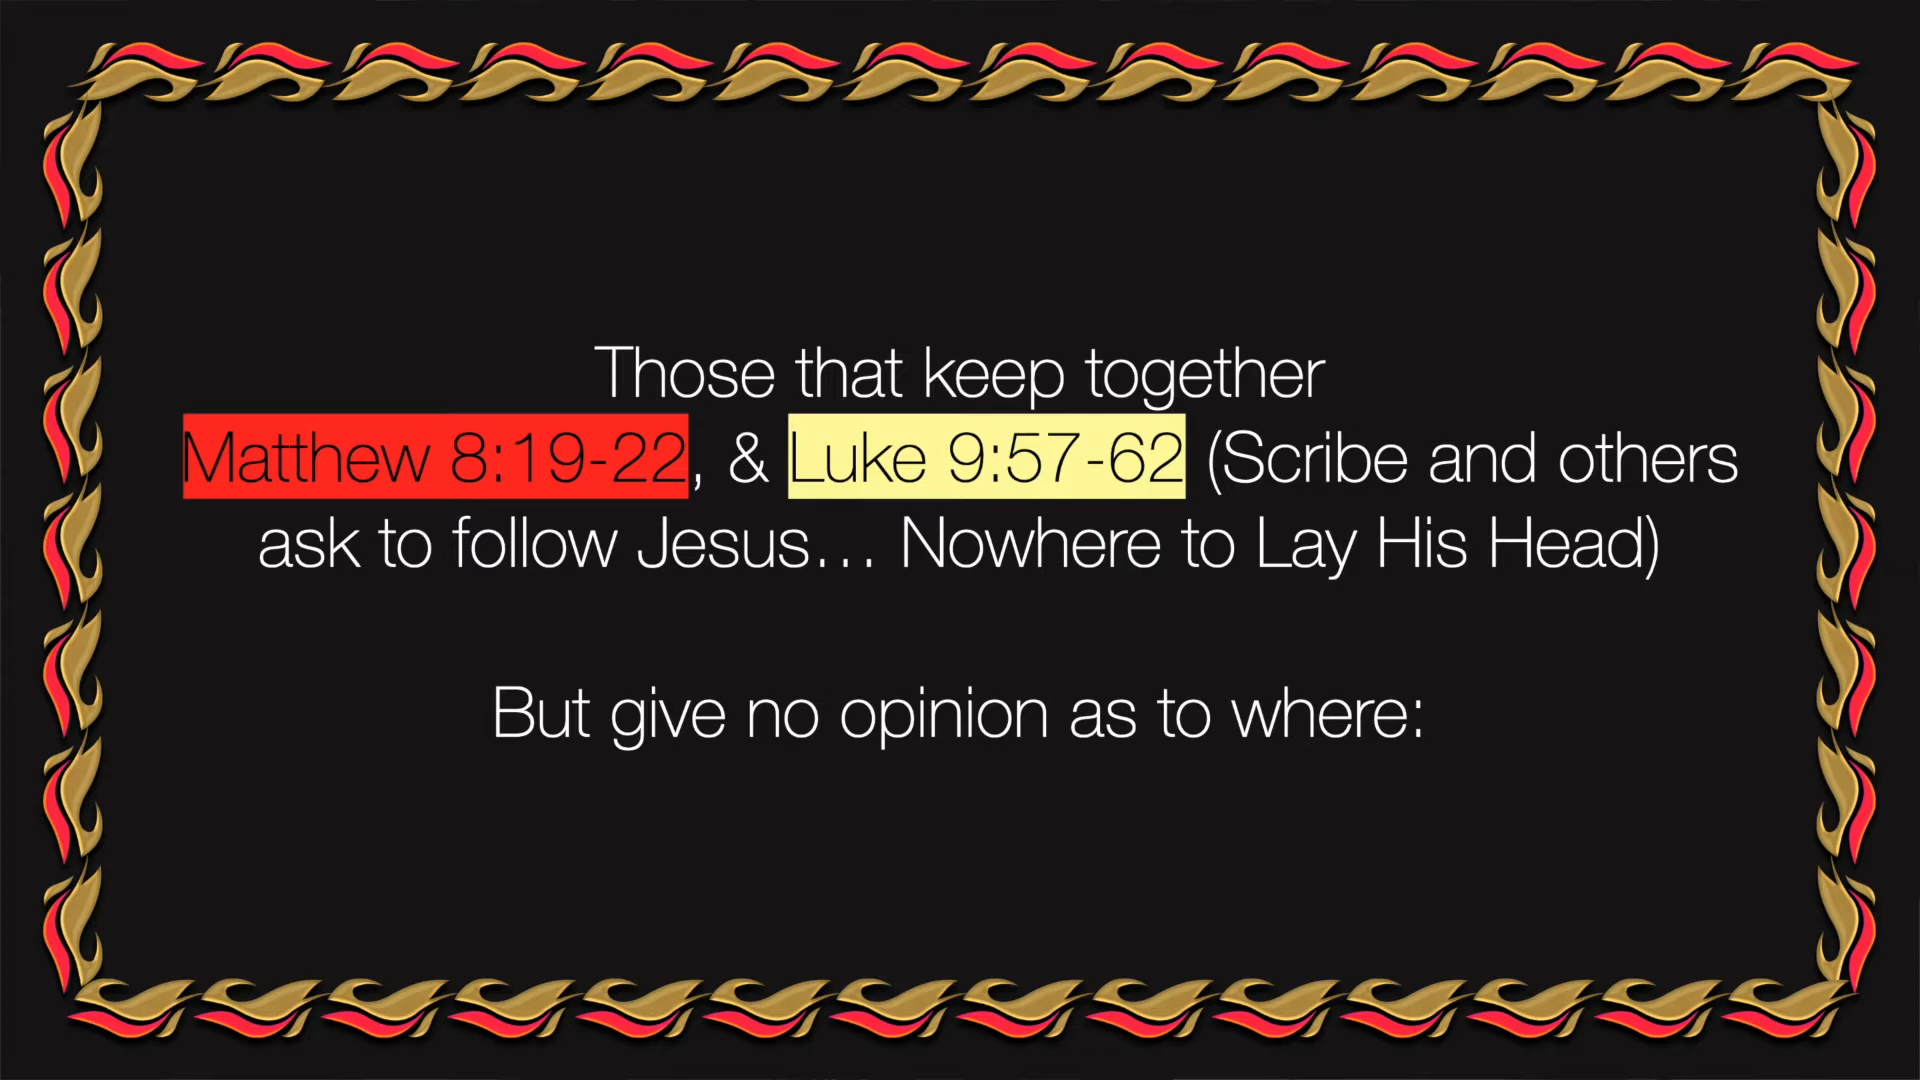 Those that keep together
Matthew 8:19-22, & Luke 9:57-62 (Scribe and others
ask to follow Jesus… Nowhere to Lay His Head)
But give no opinion as to where: